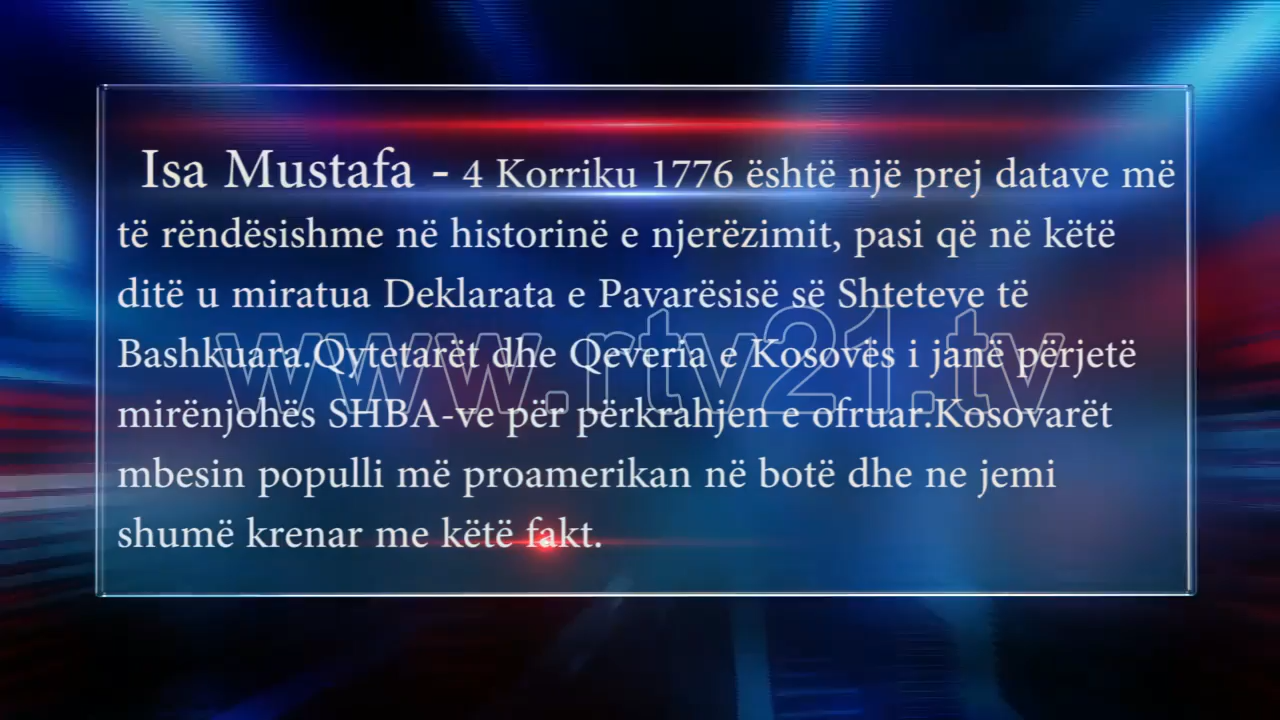 Isa Mustafa - 4 Korriku 1776 është një prej datave më
të rëndësishme në historinë e njerëzimit, pasi që në këtë
ditë u miratua Deklarata e Pavarësisë së Shteteve të
Bashkuara.Qytetarët dhe Qeveria e Kosovës i janë përjetë
mirënjohës SHBA-ve për përkrahjen e ofruar.Kosovarët
mbesin populli më proamerikan në botë dhe ne jemi
shumë krenar me këtë fakt.
www.rtv21.tv